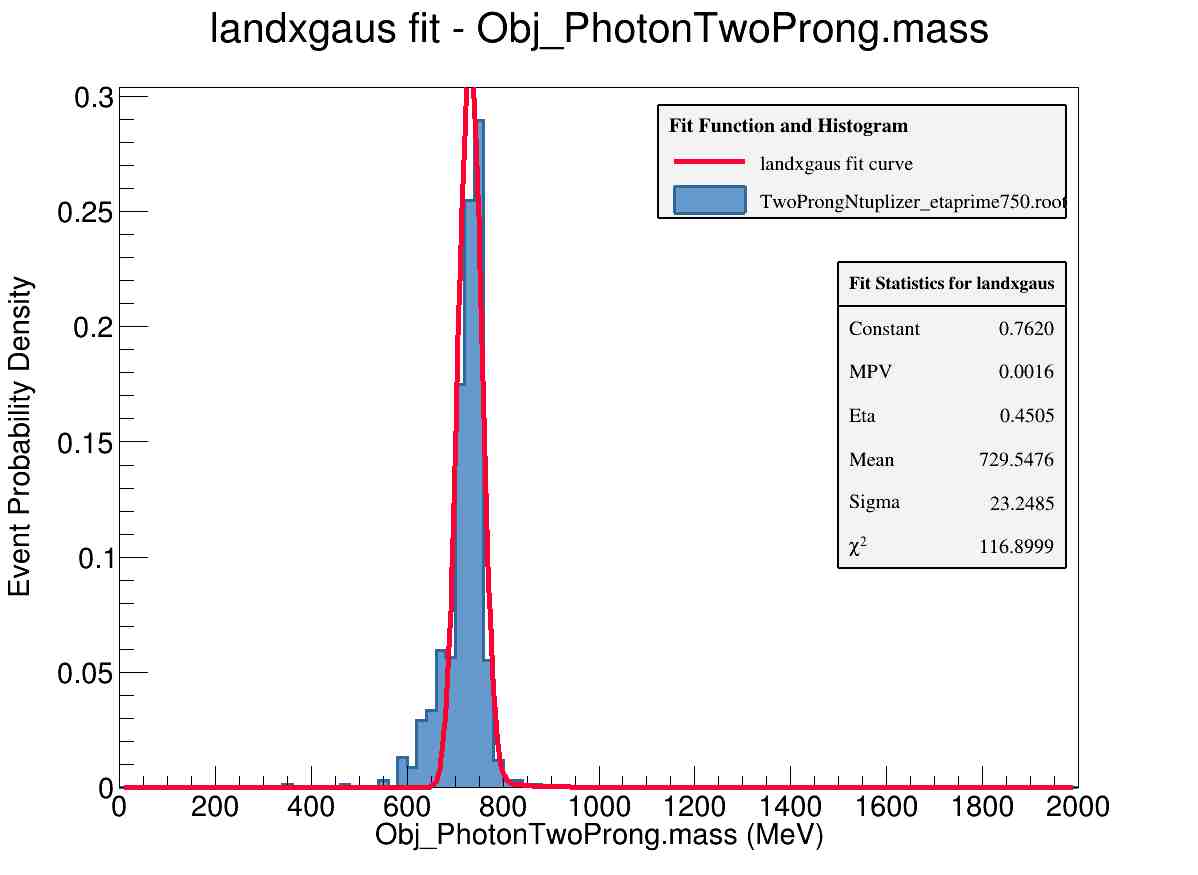 landxgaus fit - Obj_PhotonTwoProng.mass
Fit Function and Histogram
landxgaus fit curve
TwoProngNtuplizer_etaprime750.root
Fit Statistics for landxgaus
Constant 0.7620
MPV 0.0016
Eta 0.4505
Mean 729.5476
Sigma 23.2485
χ² 116.8999
Event Probability Density
0.3
0.25
0.2
0.15
0.1
0.05
0
0 200 400 600 800 1000 1200 1400 1600 1800 2000
Obj_PhotonTwoProng.mass (MeV)